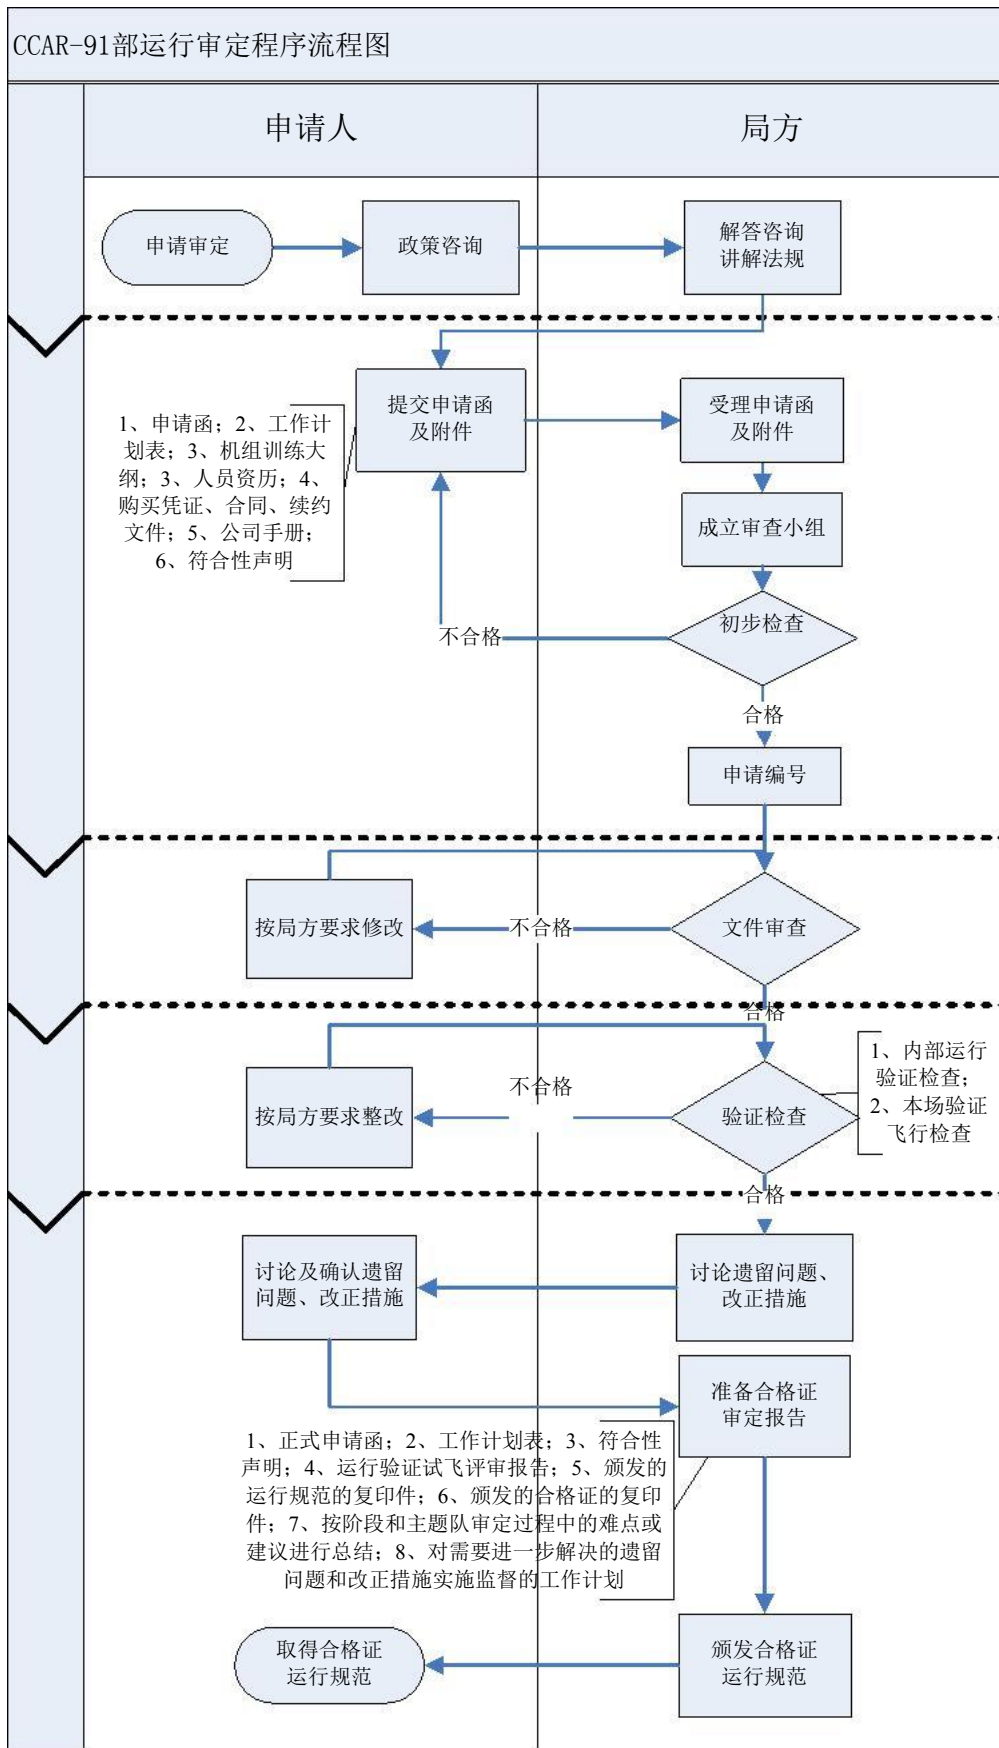 CCAR-91部运行审定程序流程图
申请人
局方
申请审定
政策咨询
解答咨询
讲解法规
提交申请函
及附件
受理申请函
及附件
1、申请函；2、工作计
划表；3、机组训练大
纲；3、人员资历；4、
购买凭证、合同、续约
文件；5、公司手册；
6、符合性声明
成立审查小组
初步检查
不合格
合格
申请编号
按局方要求修改
不合格
文件审查
合格
1、内部运行
验证检查；
2、本场验证
飞行检查
不合格
按局方要求整改
验证检查
合格
讨论及确认遗留
问题、改正措施
讨论遗留问题、
改正措施
准备合格证
审定报告
1、正式申请函；2、工作计划表；3、符合性
声明；4、运行验证试飞评审报告；5、颁发的
运行规范的复印件；6、颁发的合格证的复印
件；7、按阶段和主题队审定过程中的难点或
建议进行总结；8、对需要进一步解决的遗留
问题和改正措施实施监督的工作计划
取得合格证
运行规范
颁发合格证
运行规范